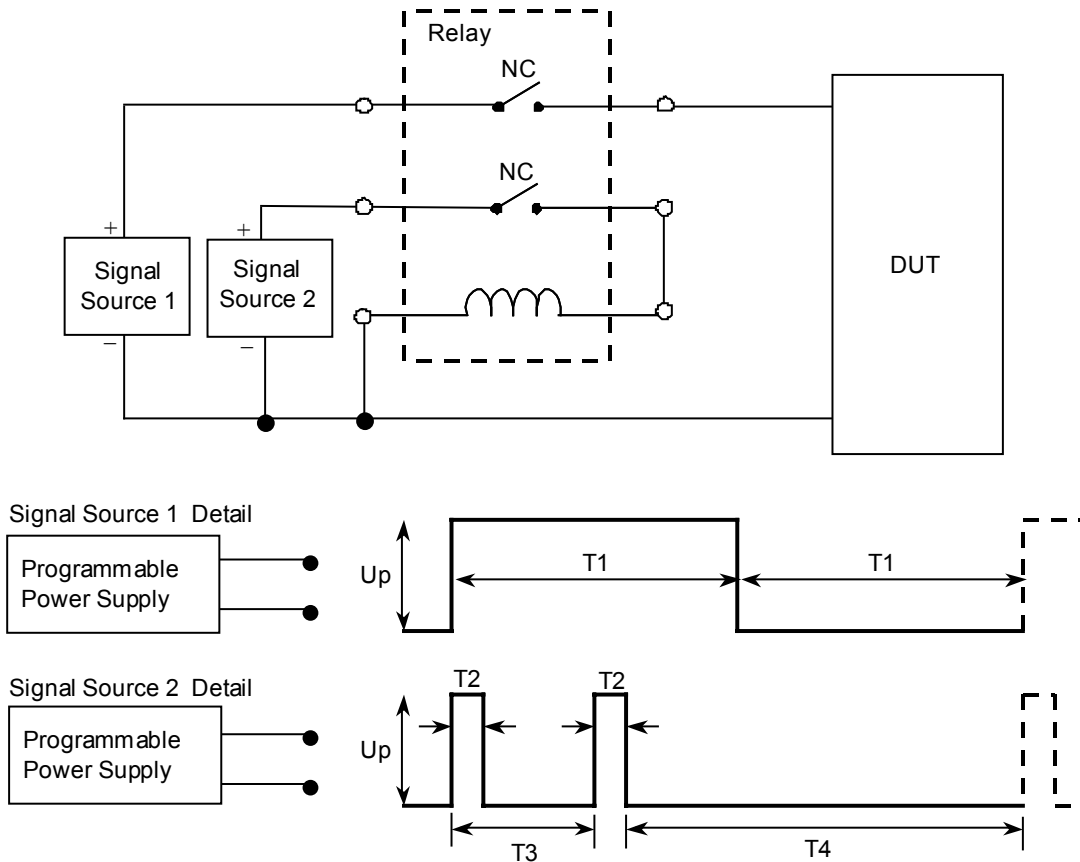 Relay
NC
NC
+
+
Signal
Source 1
Signal
Source 2
DUT
−
−
Signal Source 1 Detail
Programmable
Power Supply
Up
T1
T1
Signal Source 2 Detail
T2
T2
Programmable
Power Supply
Up
T3
T4